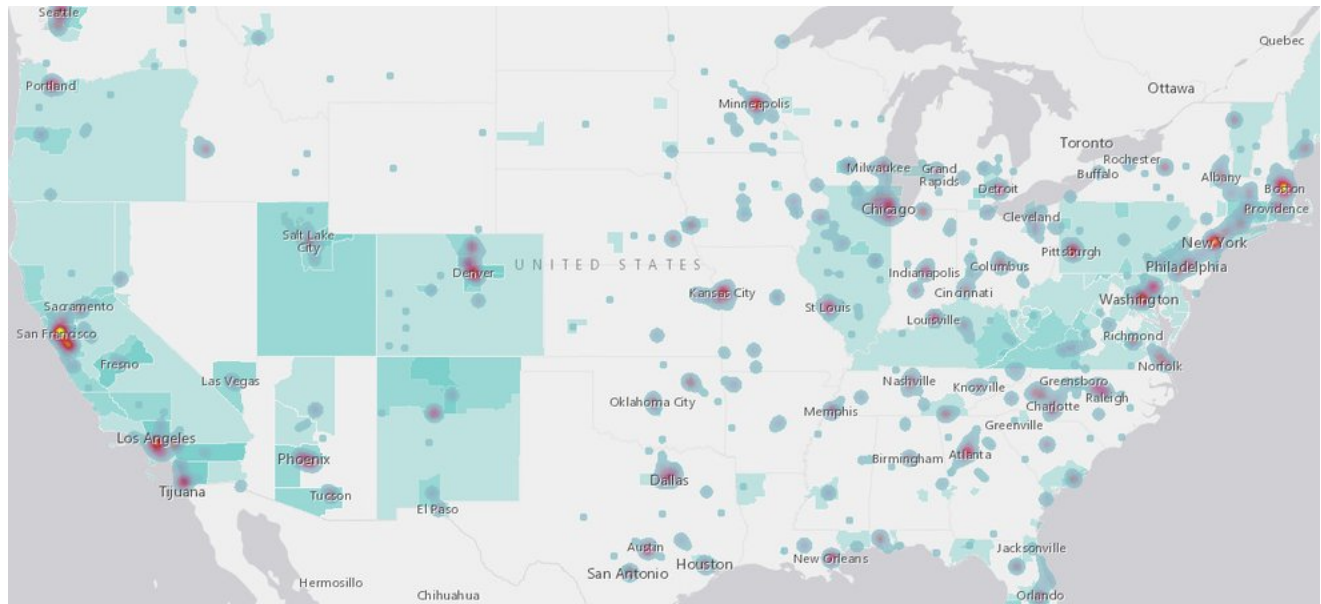 Seattle
Quebec
Portland
Ottawa
Minneapolis
Toronto
Rochester
Milwaukee
Grand
Rapids
Buffalo
Albany
Boston
Detroit
Chicago
Cleveland
Providence
Salt Lake
City
New York
Pittsburgh
Denver
UNITED STATES
Indianapolis
Columbus
Philadelphia
Kansas City
Cincinnati
Washington
Sacramento
St Louis
San Francisco
Louisville
Richmond
Fresno
Norfolk
Las Vegas
Nashville
Knoxville
Greensboro
Oklahoma City
Memphis
Charlotte
Raleigh
Greenville
Los Angeles
Phoenix
Birmingham
Atlanta
Dallas
Tijuana
Tucson
El Paso
Austin
Jacksonville
New Orleans
Houston
San Antonio
Hermosillo
Chihuahua
Orlando